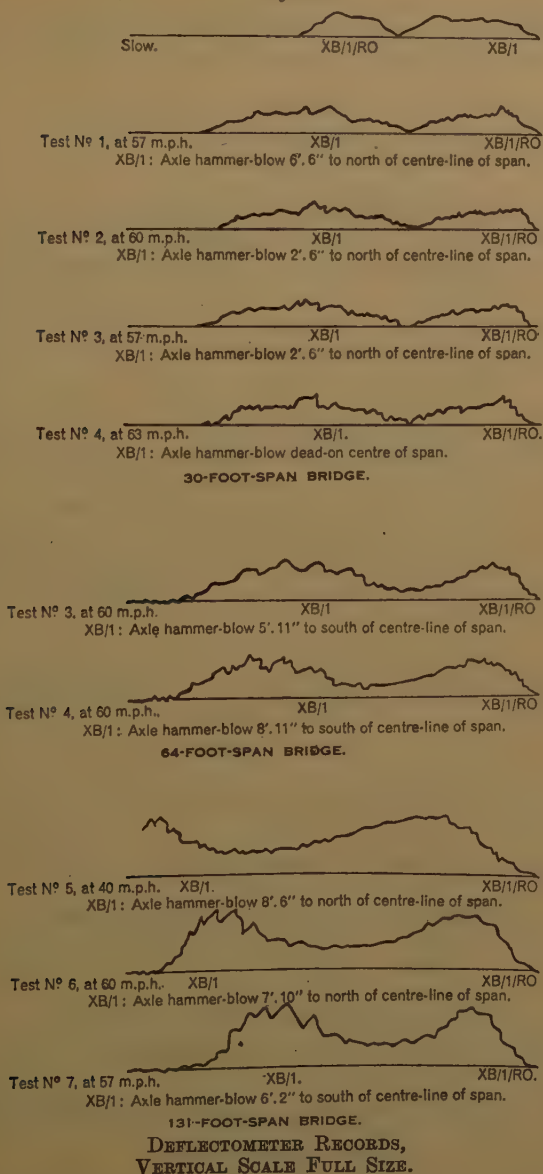 Slow. XB/1/RO XB/1
Test Nº 1, at 57 m.p.h. XB/1 XB/1/RO
XB/1: Axle hammer-blow 6'. 6" to north of centre-line of span.
Test Nº 2, at 60 m.p.h. XB/1 XB/1/RO
XB/1: Axle hammer-blow 2'. 6" to north of centre-line of span.
Test Nº 3, at 57 m.p.h. XB/1 XB/1/RO
XB/1: Axle hammer-blow 2'. 6" to north of centre-line of span.
Test Nº 4, at 63 m.p.h. XB/1. XB/1/RO.
XB/1: Axle hammer-blow dead-on centre of span.
30-FOOT-SPAN BRIDGE.
Test Nº 3, at 60 m.p.h. XB/1 XB/1/RO
XB/1: Axle hammer-blow 5'. 11" to south of centre-line of span.
Test Nº 4, at 60 m.p.h., XB/1 XB/1/RO
XB/1: Axle hammer-blow 8'. 11" to south of centre-line of span.
64-FOOT-SPAN BRIDGE.
Test Nº 5, at 40 m.p.h. XB/1. XB/1/RO
XB/1: Axle hammer-blow 8'. 6" to north of centre-line of span.
Test Nº 6, at 60 m.p.h. XB/1 XB/1/RO
XB/1: Axle hammer-blow 7'. 10" to north of centre-line of span.
Test Nº 7, at 57 m.p.h. XB/1. XB/1/RO.
XB/1: Axle hammer-blow 6'. 2" to south of centre-line of span.
131-FOOT-SPAN BRIDGE.
DEFLECTOMETER RECORDS,
VERTICAL SCALE FULL SIZE.